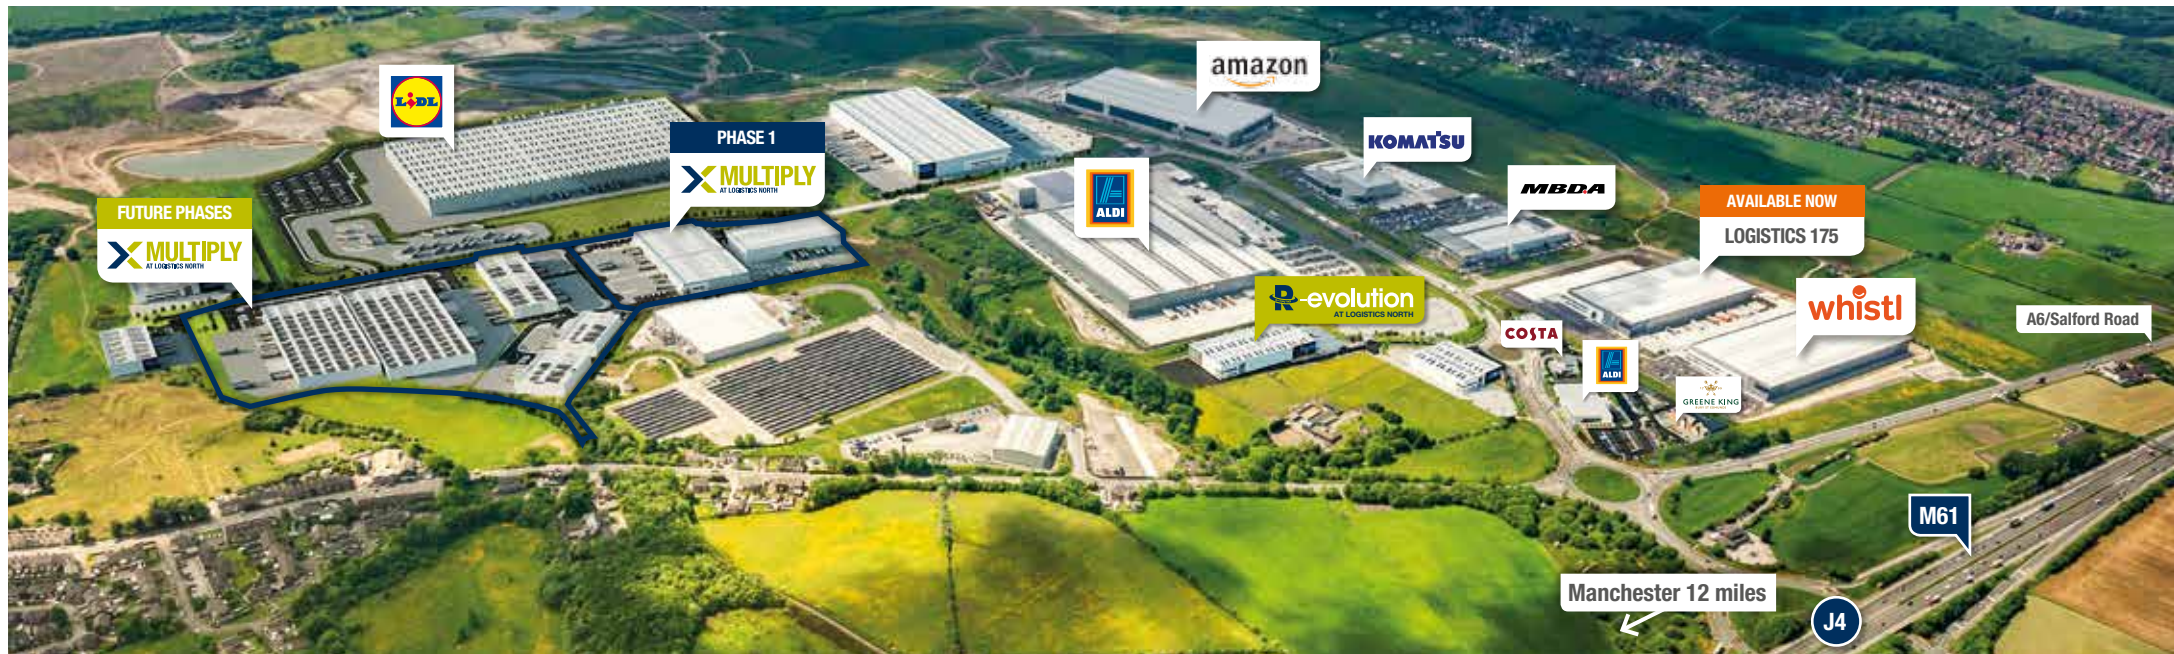 LiDL
FUTURE PHASES
MULTIPLY
AT LOGISTICS NORTH
PHASE 1
MULTIPLY
AT LOGISTICS NORTH
amazon
KOMATSU
MBDA
ALDI
AVAILABLE NOW
LOGISTICS 175
R-evolution
AT LOGISTICS NORTH
whistl
COSTA
ALDI
GREENE KING
A6/Salford Road
M61
Manchester 12 miles
J4